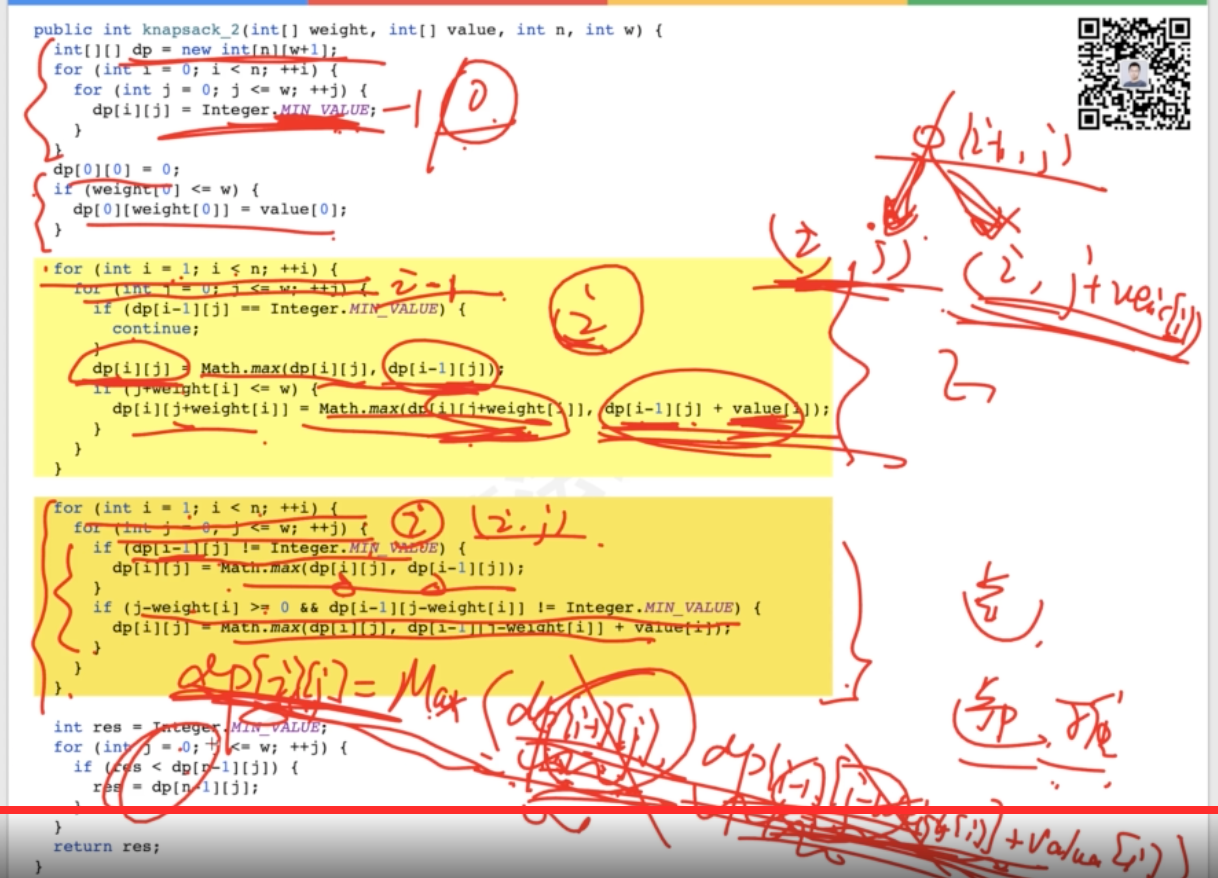 public int knapsack_2(int[] weight, int[] value, int n, int w) {
int[][] dp = new int[n][w+1];
for (int i = 0; i < n; ++i) {
for (int j = 0; j <= w; ++j) {
dp[i][j] = Integer.MIN_VALUE; -1 0
}
}
dp[0][0] = 0;
if (weight[0] <= w) {
dp[0][weight[0]] = value[0];
}
for (int i = 1; i < n; ++i) {
for (int j = 0; j <= w; ++j) { i-1
if (dp[i-1][j] == Integer.MIN_VALUE) {
continue;
}
dp[i][j] = Math.max(dp[i][j], dp[i-1][j]);
if (j+weight[i] <= w) {
dp[i][j+weight[i]] = Math.max(dp[i][j+weight[i]], dp[i-1][j] + value[i]);
}
}
}
(i-1, j)
(i, j)
i
for (int i = 1; i < n; ++i) {
for (int j = 0; j <= w; ++j) {
i (i, j)
if (dp[i-1][j] != Integer.MIN_VALUE) {
dp[i][j] = Math.max(dp[i][j], dp[i-1][j]);
}
if (j-weight[i] >= 0 && dp[i-1][j-weight[i]] != Integer.MIN_VALUE) {
dp[i][j] = Math.max(dp[i][j], dp[i-1][j-weight[i]] + value[i]);
}
}
}
dp[i][j] = Max (dp[i-1][j]
+value[i])
int res = Integer.MIN_VALUE;
for (int j = 0; j <= w; ++j) {
if (res < dp[n-1][j]) {
res = dp[n-1][j];
}
}
return res;
}